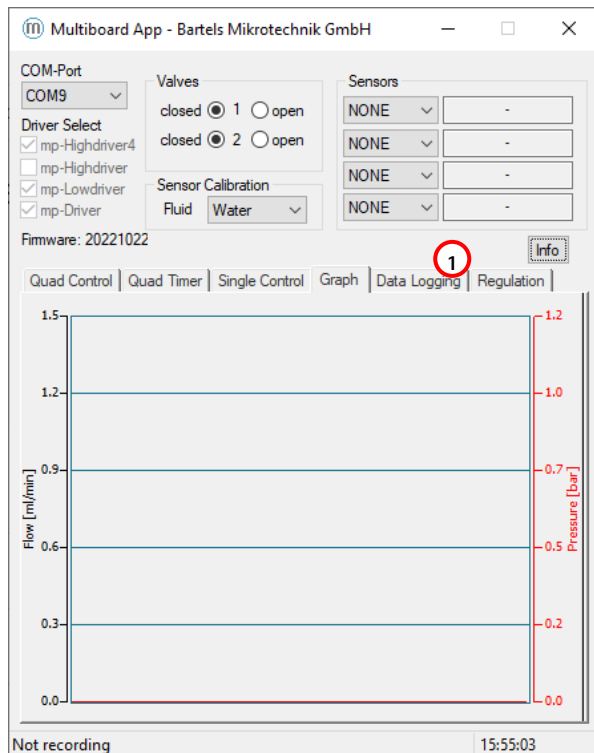 m Multiboard App - Bartels Mikrotechnik GmbH
COM-Port
COM9
Driver Select
mp-Highdriver4
mp-Highdriver
mp-Lowdriver
mp-Driver
Firmware: 20221022
Valves
closed 1 open
closed 2 open
Sensor Calibration
Fluid Water
Sensors
NONE -
NONE -
NONE -
NONE -
Info
1
Quad Control Quad Timer Single Control Graph Data Logging Regulation
1.5 1.2
1.2 1.0
0.9 0.7
0.6 0.5
0.3 0.2
0.0 0.0
Flow [ml/min]
Pressure [bar]
Not recording 15:55:03